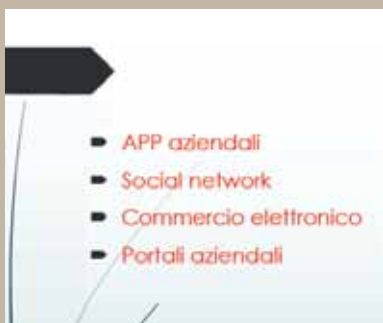 APP aziendali
Social network
Commercio elettronico
Portali aziendali